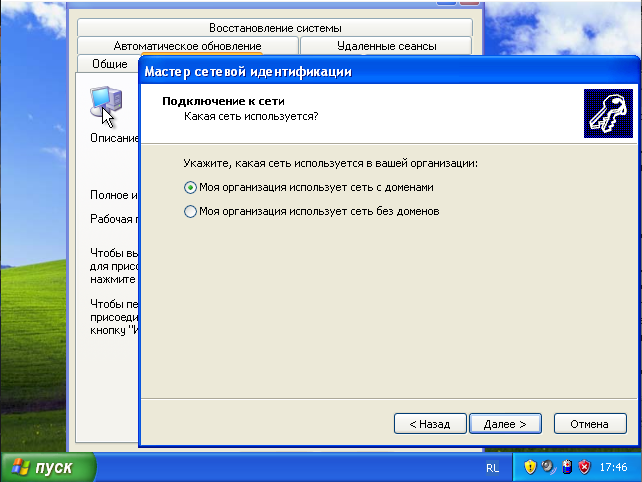 Восстановление системы
Автоматическое обновление
Удаленные сеансы
Общие
Описание
Полное и
Рабочая г
Чтобы вы
для присо
нажмите
Чтобы пе
присоеди
кнопку "И
Мастер сетевой идентификации
Подключение к сети
Какая сеть используется?
Укажите, какая сеть используется в вашей организации:
Моя организация использует сеть с доменами
Моя организация использует сеть без доменов
< Назад
Далее >
Отмена
пуск
RL
17:46